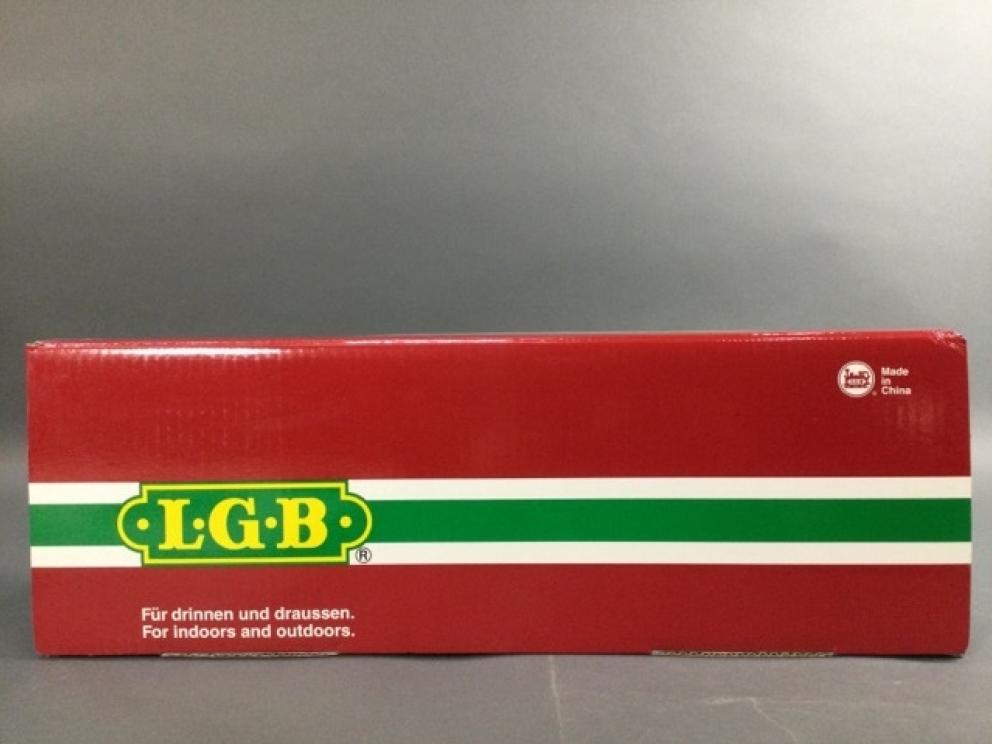 Made
in
China
L·G·B
®
Für drinnen und draussen.
For indoors and outdoors.